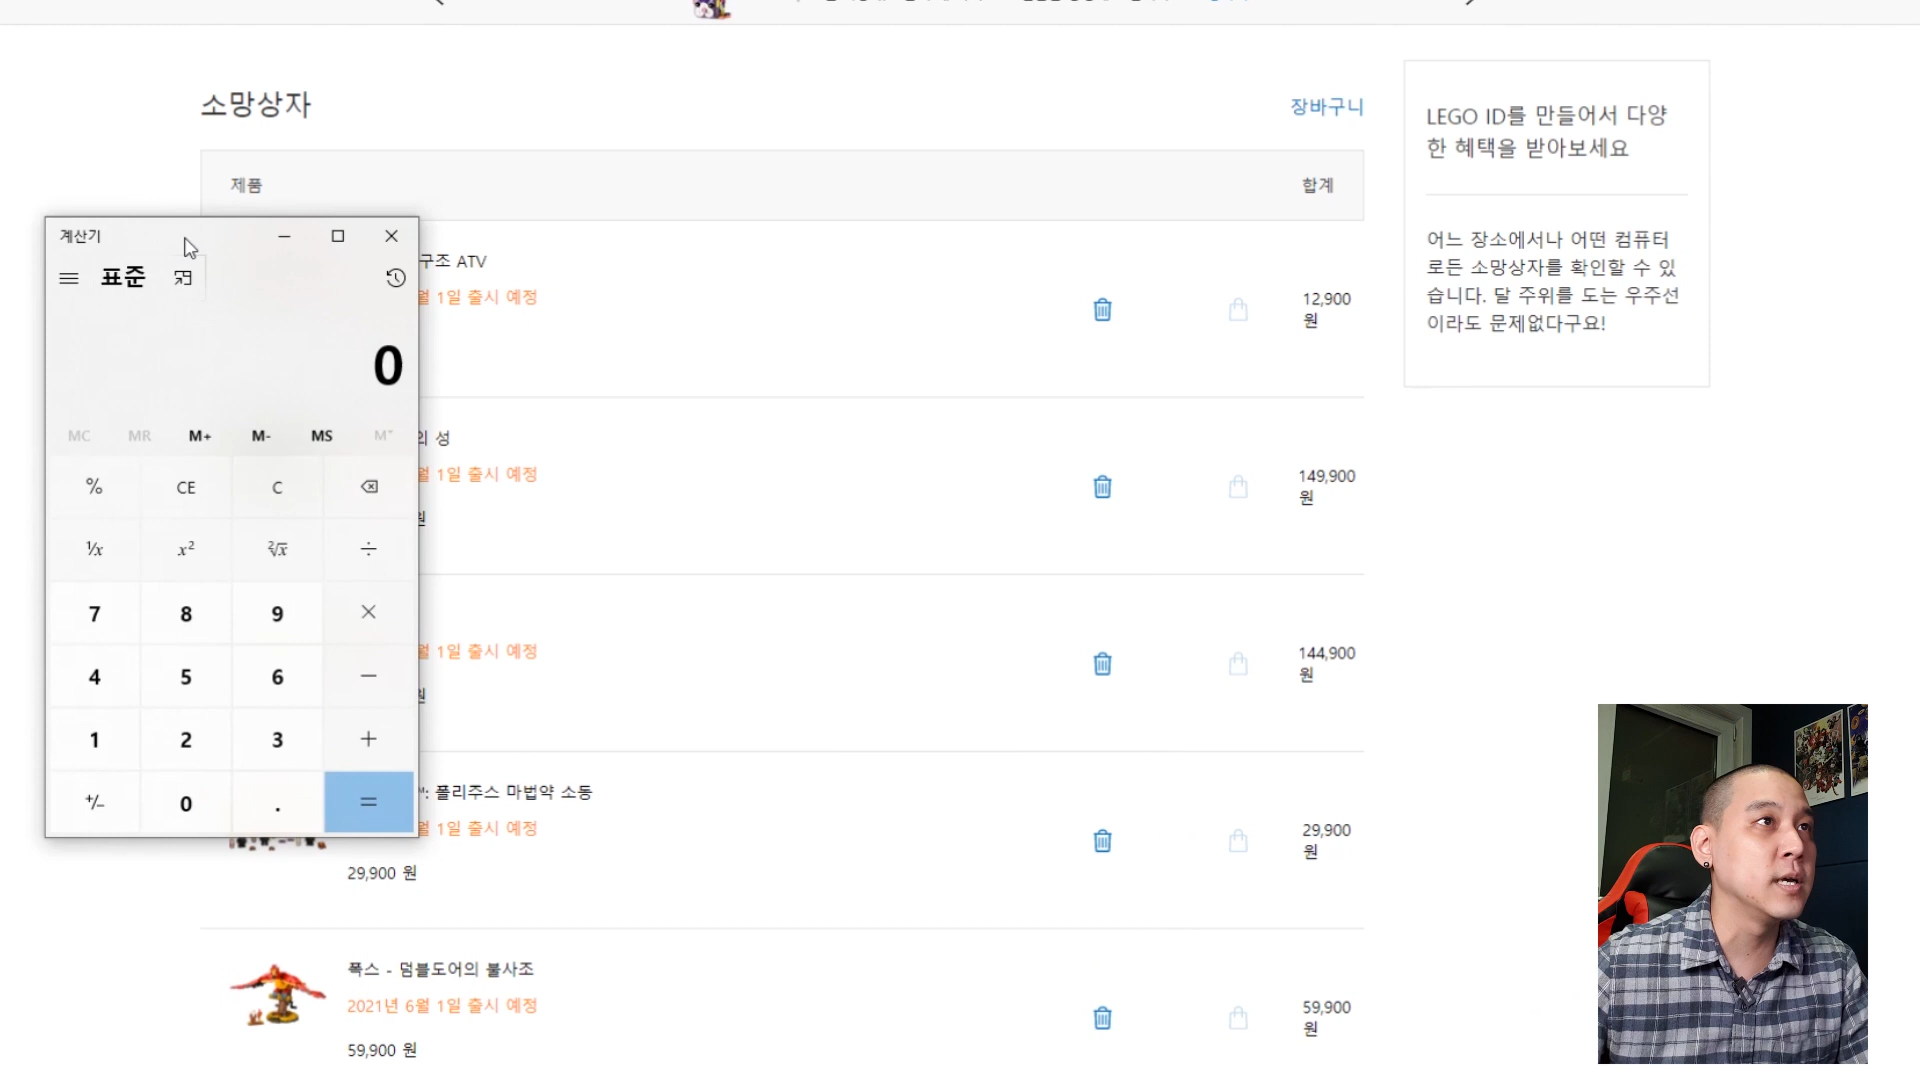 소망상자
장바구니
제품
합계
구조 ATV
월 1일 출시 예정
12,900
원
의 성
월 1일 출시 예정
원
149,900
원
월 1일 출시 예정
원
144,900
원
: 폴리주스 마법약 소동
월 1일 출시 예정
29,900 원
29,900
원
폭스 - 덤블도어의 불사조
2021년 6월 1일 출시 예정
59,900 원
59,900
원
LEGO ID를 만들어서 다양
한 혜택을 받아보세요
어느 장소에서나 어떤 컴퓨터
로든 소망상자를 확인할 수 있
습니다. 달 주위를 도는 우주선
이라도 문제없다구요!
계산기
표준
0
MC MR M+ M- MS M˅
% CE C
¹/x x² ²√x ÷
7 8 9 ×
4 5 6 −
1 2 3 +
+/− 0 . =